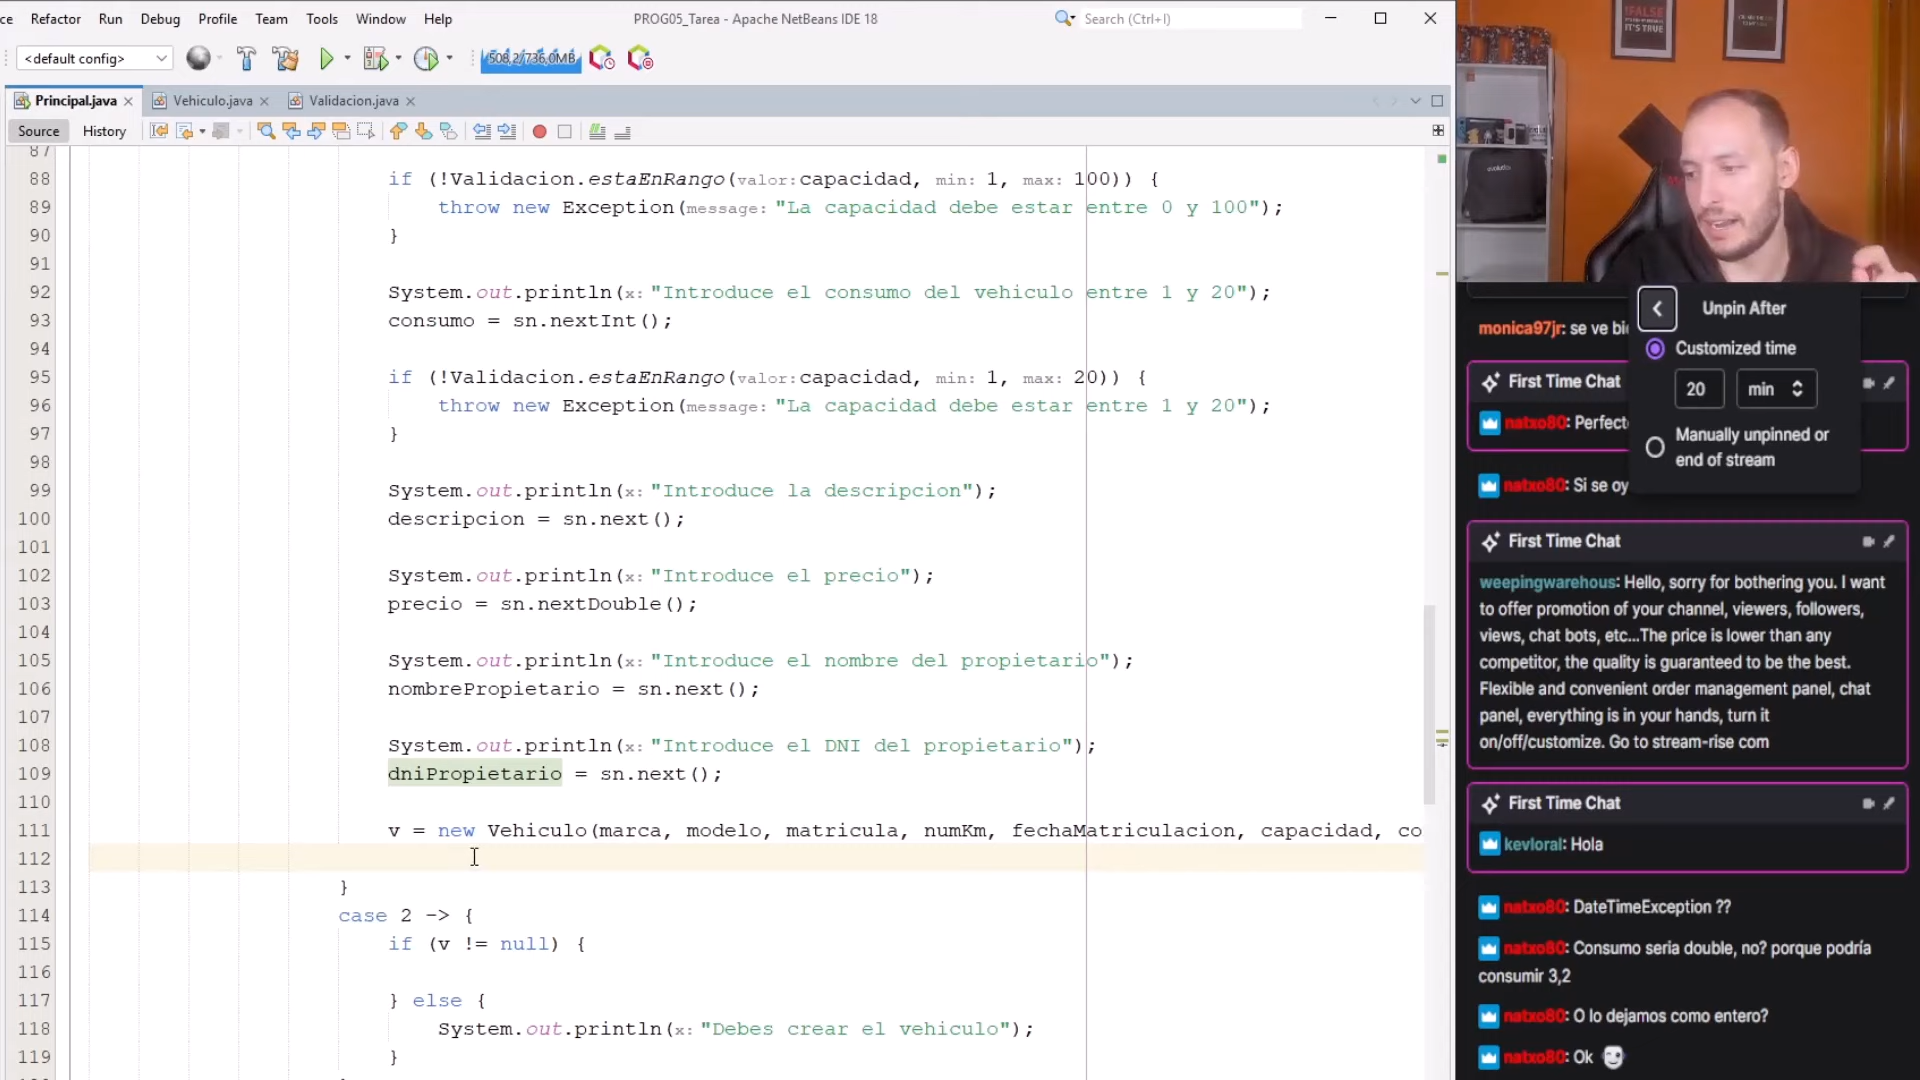 ce Refactor Run Debug Profile Team Tools Window Help
PROG05_Tarea - Apache NetBeans IDE 18
Search (Ctrl+I)
<default config>
508,2/736,0MB
Principal.java
Vehiculo.java
Validacion.java
Source History
87
88 if (!Validacion.estaEnRango(valor: capacidad, min: 1, max: 100)) {
89 throw new Exception(message: "La capacidad debe estar entre 0 y 100");
90 }
91
92 System.out.println(x: "Introduce el consumo del vehiculo entre 1 y 20");
93 consumo = sn.nextInt();
94
95 if (!Validacion.estaEnRango(valor: capacidad, min: 1, max: 20)) {
96 throw new Exception(message: "La capacidad debe estar entre 1 y 20");
97 }
98
99 System.out.println(x: "Introduce la descripcion");
100 descripcion = sn.next();
101
102 System.out.println(x: "Introduce el precio");
103 precio = sn.nextDouble();
104
105 System.out.println(x: "Introduce el nombre del propietario");
106 nombrePropietario = sn.next();
107
108 System.out.println(x: "Introduce el DNI del propietario");
109 dniPropietario = sn.next();
110
111 v = new Vehiculo(marca, modelo, matricula, numKm, fechaMatriculacion, capacidad, co
112
113 }
114 case 2 -> {
115 if (v != null) {
116
117 } else {
118 System.out.println(x: "Debes crear el vehiculo");
119 }
!FALSE
IT'S TRUE
Unpin After
Customized time
20 min
Manually unpinned or
end of stream
monica97jr: se ve bi
First Time Chat
natxo80: Perfect
natxo80: Si se oy
First Time Chat
weepingwarehous: Hello, sorry for bothering you. I want
to offer promotion of your channel, viewers, followers,
views, chat bots, etc...The price is lower than any
competitor, the quality is guaranteed to be the best.
Flexible and convenient order management panel, chat
panel, everything is in your hands, turn it
on/off/customize. Go to stream-rise com
First Time Chat
kevloral: Hola
natxo80: DateTimeException ??
natxo80: Consumo seria double, no? porque podría
consumir 3,2
natxo80: O lo dejamos como entero?
natxo80: Ok